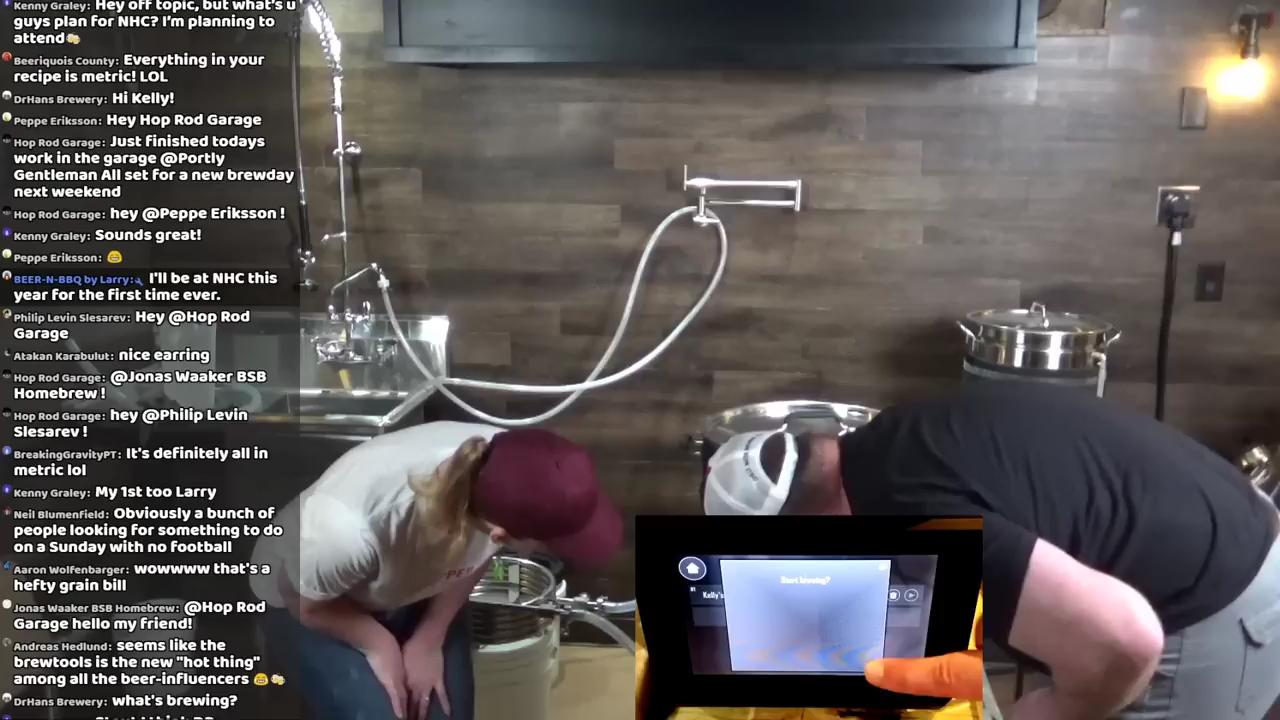 Kenny Graley: Hey off topic, but what's u
guys plan for NHC? I'm planning to
attend🍻
Beeriquois County: Everything in your
recipe is metric! LOL
DrHans Brewery: Hi Kelly!
Peppe Eriksson: Hey Hop Rod Garage
Hop Rod Garage: Just finished todays
work in the garage @Portly
Gentleman All set for a new brewday
next weekend
Hop Rod Garage: hey @Peppe Eriksson !
Kenny Graley: Sounds great!
Peppe Eriksson: 😂
BEER-N-BBQ by Larry: I'll be at NHC this
year for the first time ever.
Philip Levin Slesarev: Hey @Hop Rod
Garage
Atakan Karabulut: nice earring
Hop Rod Garage: @Jonas Waaker BSB
Homebrew !
Hop Rod Garage: hey @Philip Levin
Slesarev !
BreakingGravityPT: It's definitely all in
metric lol
Kenny Graley: My 1st too Larry
Neil Blumenfield: Obviously a bunch of
people looking for something to do
on a Sunday with no football
Aaron Wolfenbarger: wowwww that's a
hefty grain bill
Jonas Waaker BSB Homebrew: @Hop Rod
Garage hello my friend!
Andreas Hedlund: seems like the
brewtools is the new "hot thing"
among all the beer-influencers 😂🍻
DrHans Brewery: what's brewing?
Start brewing?
Kelly's